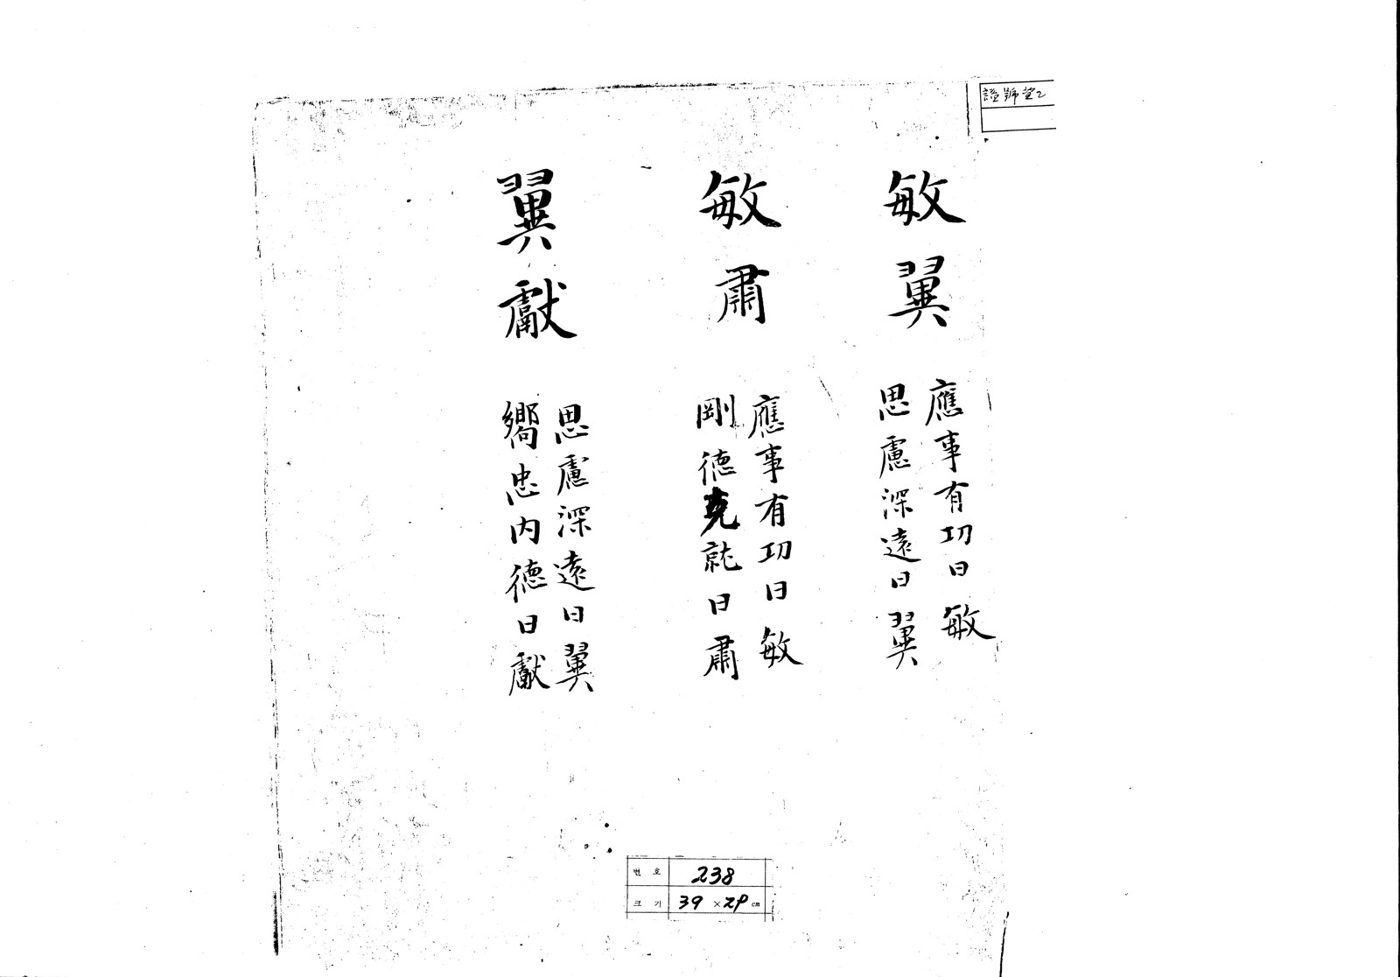 諡號望2
敏翼
應事有功曰敏
思慮深遠曰翼
敏肅
應事有功曰敏
剛德克就曰肅
翼獻
思慮深遠曰翼
嚮忠內德曰獻
번호 238
크기 39×29cm